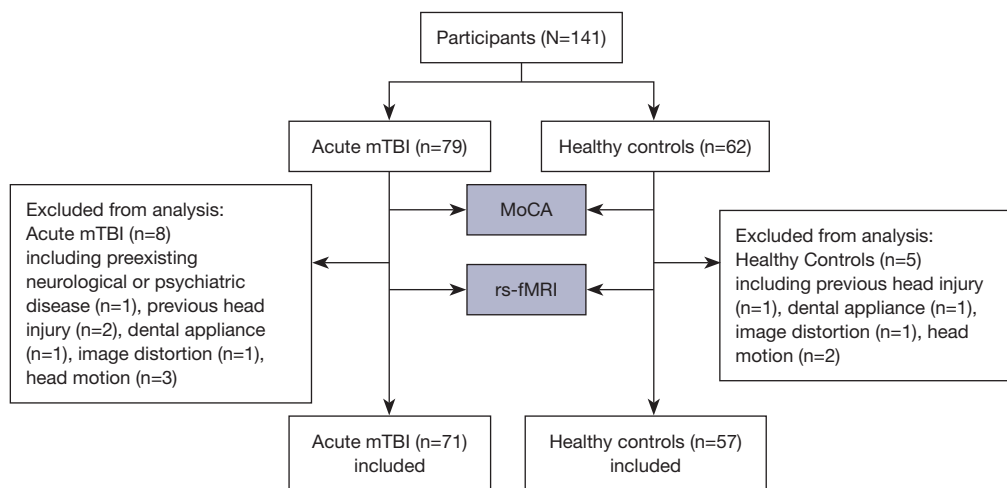 Participants (N=141)
Acute mTBI (n=79)
Healthy controls (n=62)
MoCA
rs-fMRI
Excluded from analysis:
Acute mTBI (n=8)
including preexisting
neurological or psychiatric
disease (n=1), previous head
injury (n=2), dental appliance
(n=1), image distortion (n=1),
head motion (n=3)
Excluded from analysis:
Healthy Controls (n=5)
including previous head injury
(n=1), dental appliance (n=1),
image distortion (n=1), head
motion (n=2)
Acute mTBI (n=71)
included
Healthy controls (n=57)
included